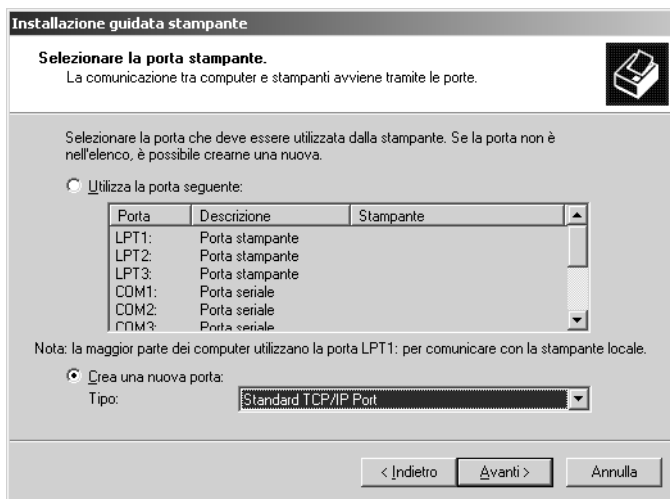 Installazione guidata stampante
Selezionare la porta stampante.
La comunicazione tra computer e stampanti avviene tramite le porte.
Selezionare la porta che deve essere utilizzata dalla stampante. Se la porta non è
nell'elenco, è possibile crearne una nuova.
Utilizza la porta seguente:
Porta Descrizione Stampante
LPT1: Porta stampante
LPT2: Porta stampante
LPT3: Porta stampante
COM1: Porta seriale
COM2: Porta seriale
COM3: Porta seriale
Nota: la maggior parte dei computer utilizzano la porta LPT1: per comunicare con la stampante locale.
Crea una nuova porta:
Tipo: Standard TCP/IP Port
< Indietro Avanti > Annulla